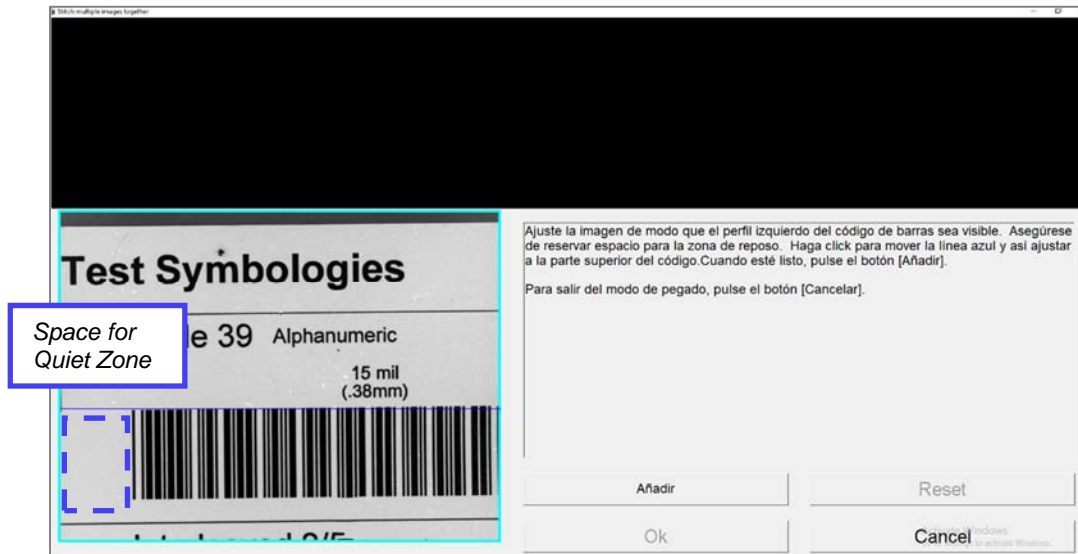 Stitch multiple images together
Test Symbologies
Ajuste la imagen de modo que el perfil izquierdo del código de barras sea visible.  Asegúrese
de reservar espacio para la zona de reposo.  Haga click para mover la línea azul y así ajustar
a la parte superior del código.Cuando esté listo, pulse el botón [Añadir].
Para salir del modo de pegado, pulse el botón [Cancelar].
Space for
Quiet Zone
e 39 Alphanumeric
15 mil
(.38mm)
Añadir
Reset
Ok
Cancel